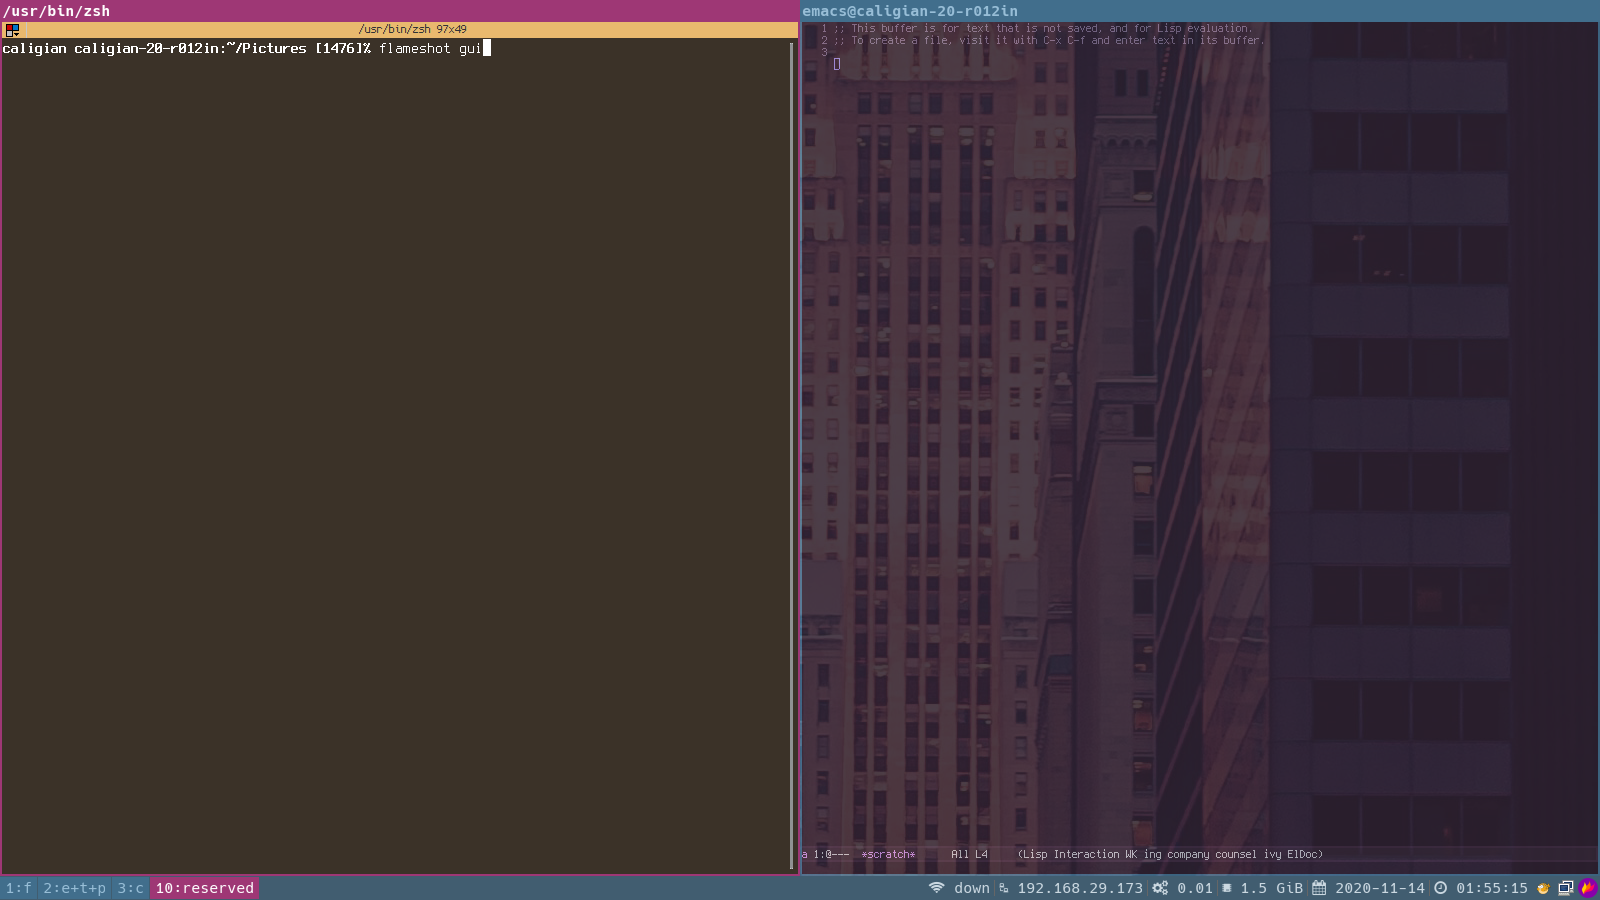 /usr/bin/zsh
/usr/bin/zsh 97x49
caligian caligian-20-r012in:~/Pictures [1476]% flameshot gui
emacs@caligian-20-r012in
1 ;; This buffer is for text that is not saved, and for Lisp evaluation.
2 ;; To create a file, visit it with C-x C-f and enter text in its buffer.
3
a 1:@--- *scratch* All L4 (Lisp Interaction WK ing company counsel ivy ElDoc)
1:f 2:e+t+p 3:c 10:reserved
down 192.168.29.173 0.01 1.5 GiB 2020-11-14 01:55:15